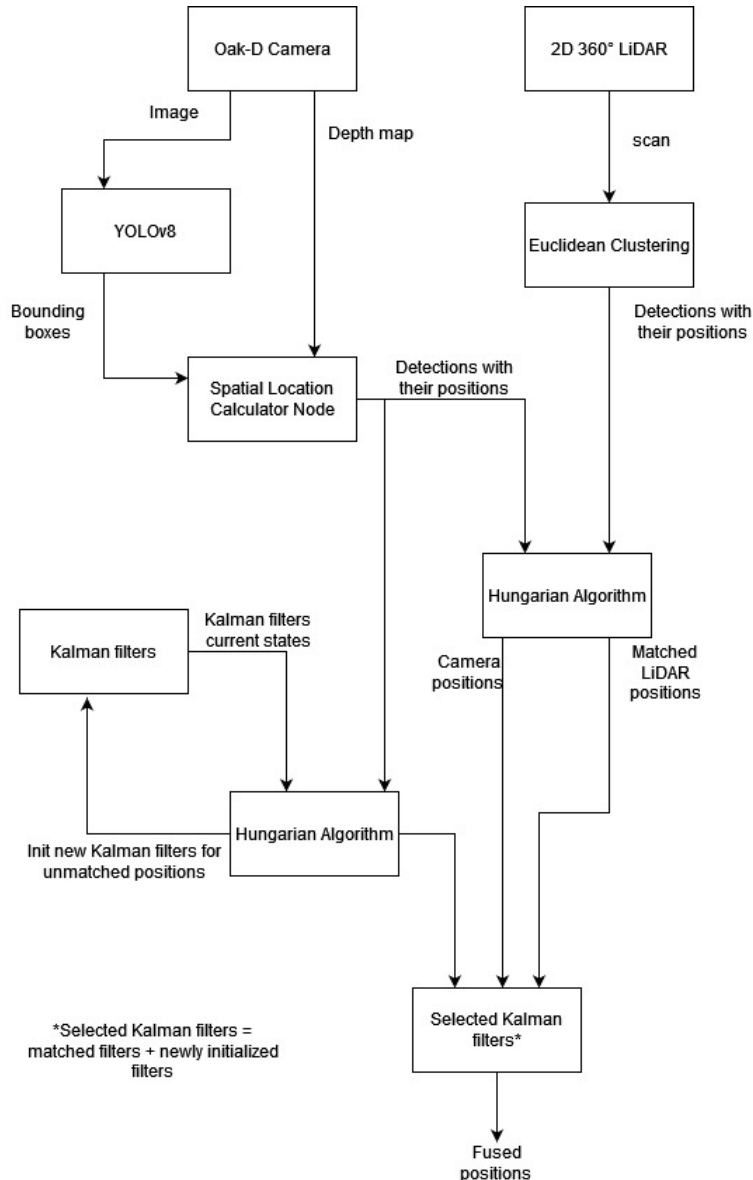 Oak-D Camera
2D 360° LiDAR
Image
Depth map
scan
YOLOv8
Euclidean Clustering
Bounding
boxes
Detections with
their positions
Spatial Location
Calculator Node
Detections with
their positions
Hungarian Algorithm
Kalman filters
Kalman filters
current states
Camera
positions
Matched
LiDAR
positions
Hungarian Algorithm
Init new Kalman filters for
unmatched positions
Selected Kalman
filters*
*Selected Kalman filters =
matched filters + newly initialized
filters
Fused
positions